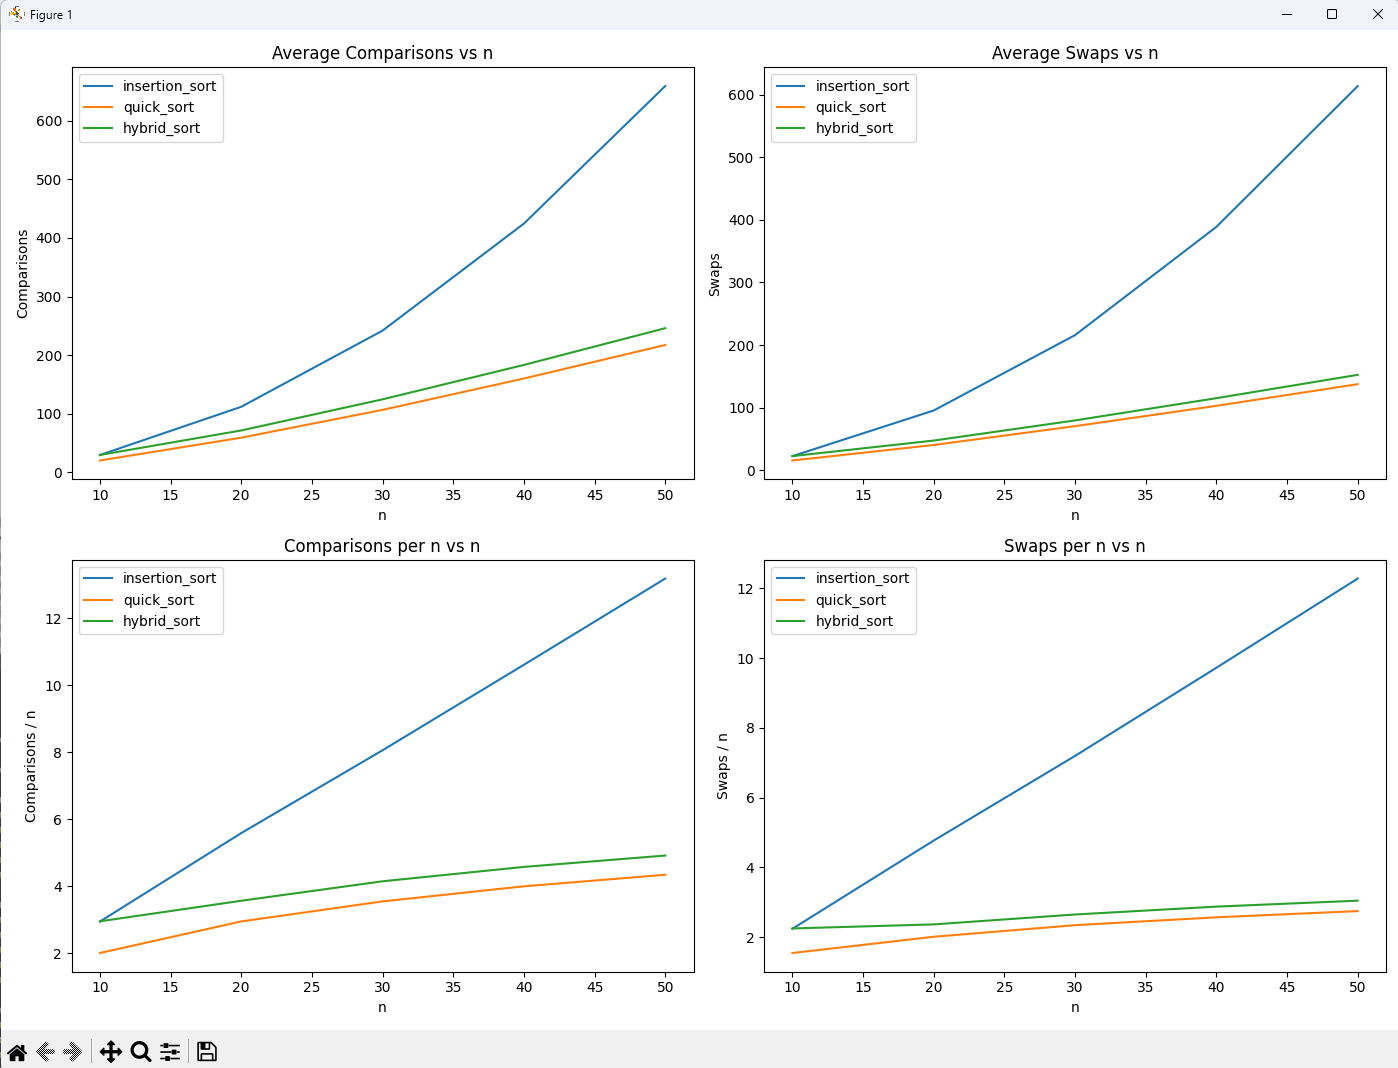 Figure 1
Average Comparisons vs n
insertion_sort
quick_sort
hybrid_sort
Comparisons
600
500
400
300
200
100
0
10 15 20 25 30 35 40 45 50
n
Average Swaps vs n
insertion_sort
quick_sort
hybrid_sort
Swaps
600
500
400
300
200
100
0
10 15 20 25 30 35 40 45 50
n
Comparisons per n vs n
insertion_sort
quick_sort
hybrid_sort
Comparisons / n
12
10
8
6
4
2
10 15 20 25 30 35 40 45 50
n
Swaps per n vs n
insertion_sort
quick_sort
hybrid_sort
Swaps / n
12
10
8
6
4
2
10 15 20 25 30 35 40 45 50
n